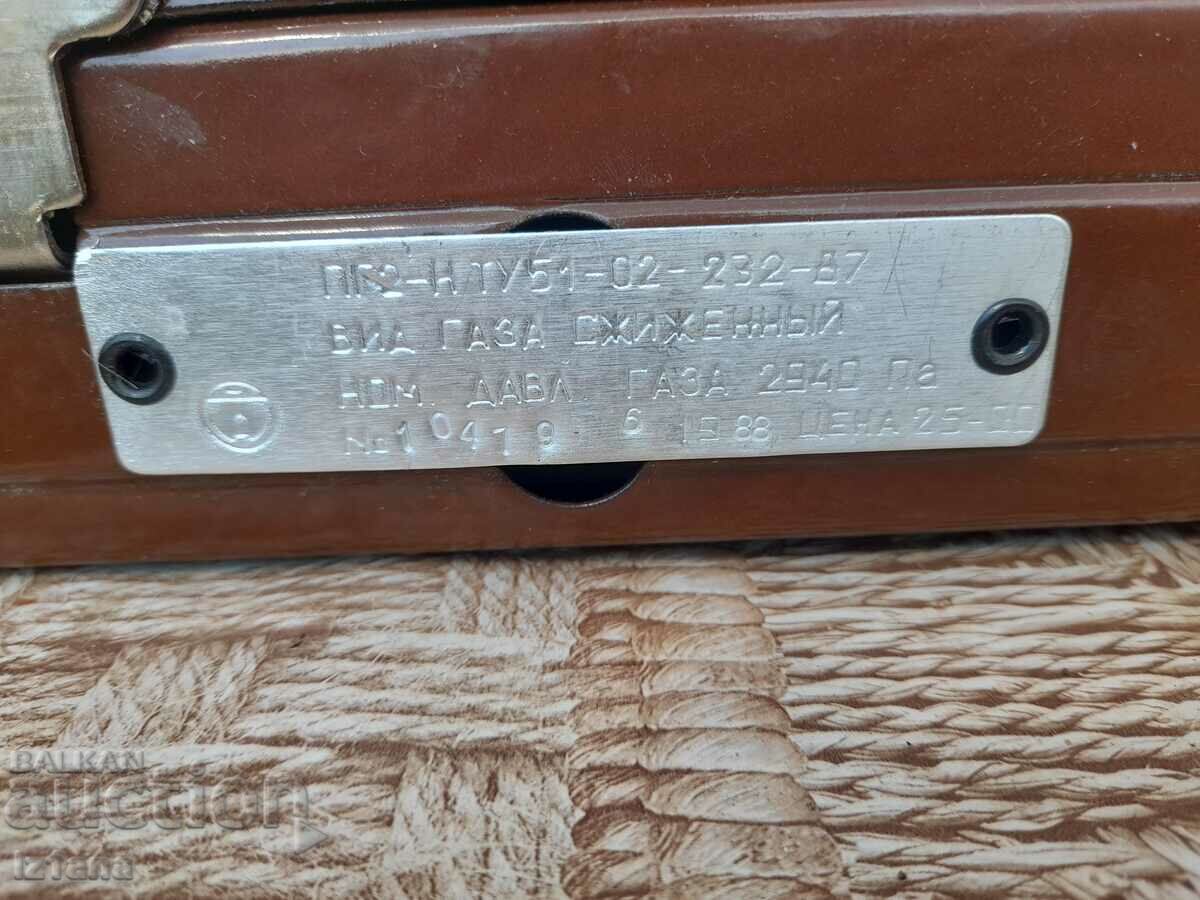 ПГ2-Н ТУ51-02-232-87
ВИД ГАЗА СЖИЖЕННЫЙ
НОМ. ДАВЛ. ГАЗА 2940 Па
№ 10419 6 1988 ЦЕНА 25-00
BALKAN
auction
Iztana